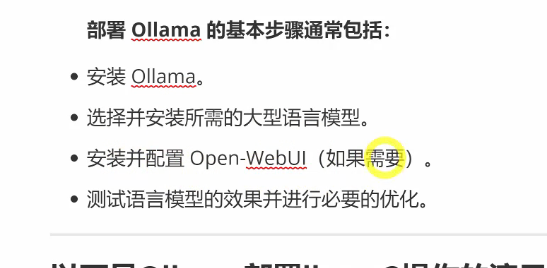 部署 Ollama 的基本步骤通常包括：
安装 Ollama。
选择并安装所需的大型语言模型。
安装并配置 Open-WebUI（如果需要）。
测试语言模型的效果并进行必要的优化。